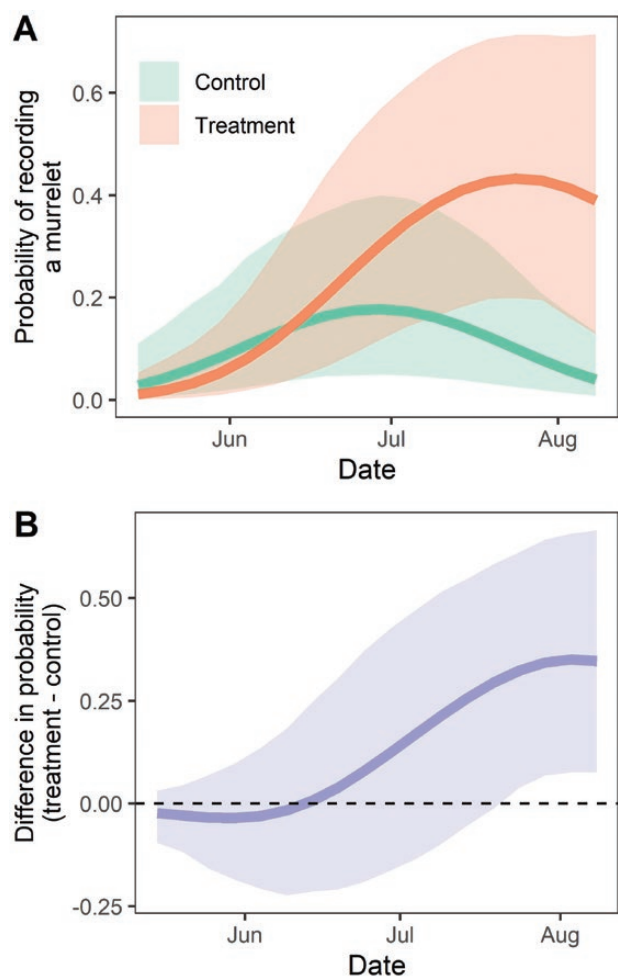 A
Probability of recording
a murrelet
0.6
0.4
0.2
0.0
Control
Treatment
Jun
Jul
Aug
Date
B
Difference in probability
(treatment - control)
0.50
0.25
0.00
-0.25
Jun
Jul
Aug
Date